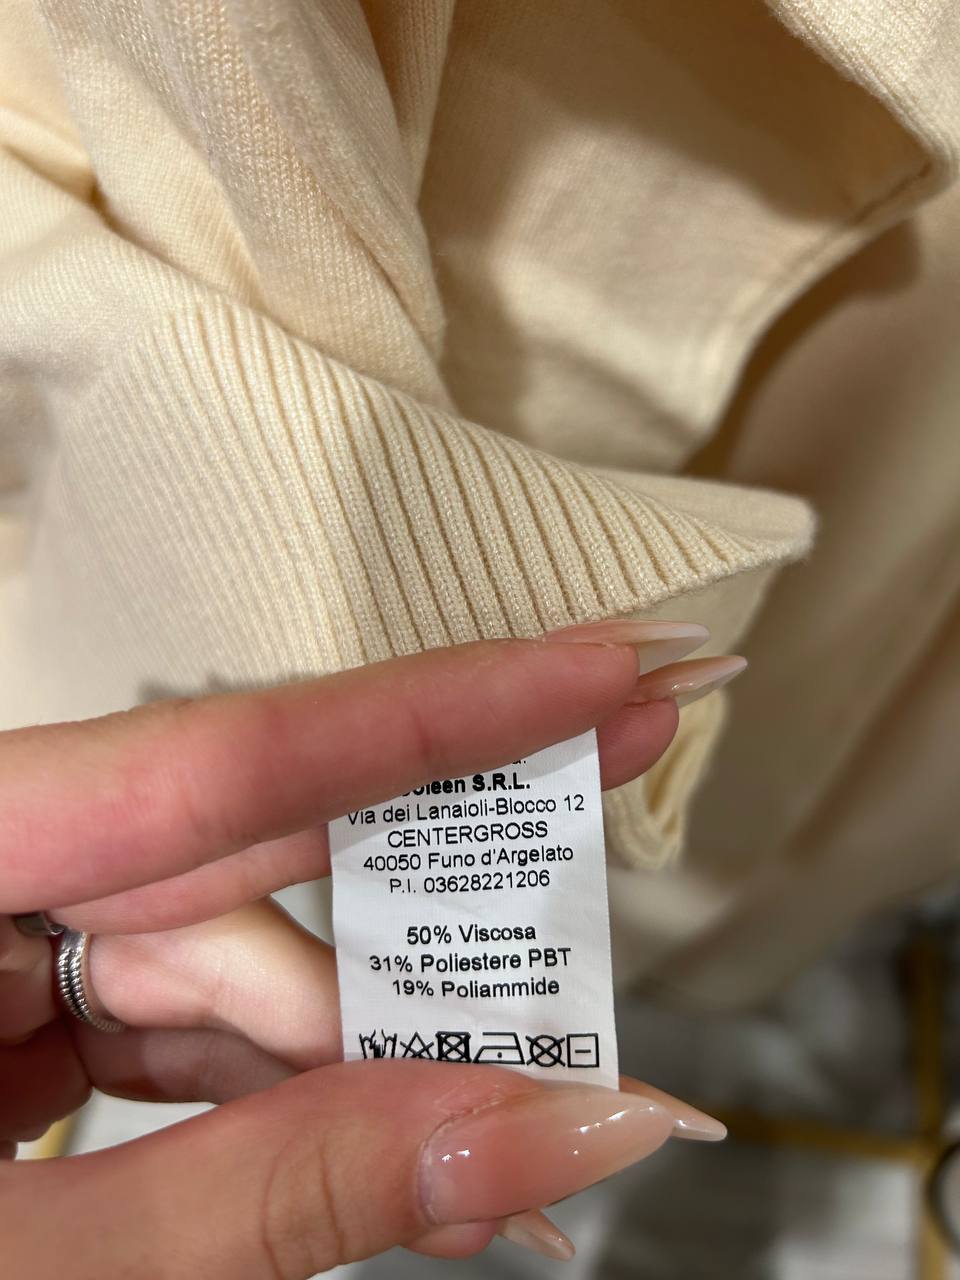 S.R.L.
Via dei Lanaioli-Blocco 12
CENTERGROSS
40050 Funo d'Argelato
P.I. 03628221206
50% Viscosa
31% Poliestere PBT
19% Poliammide